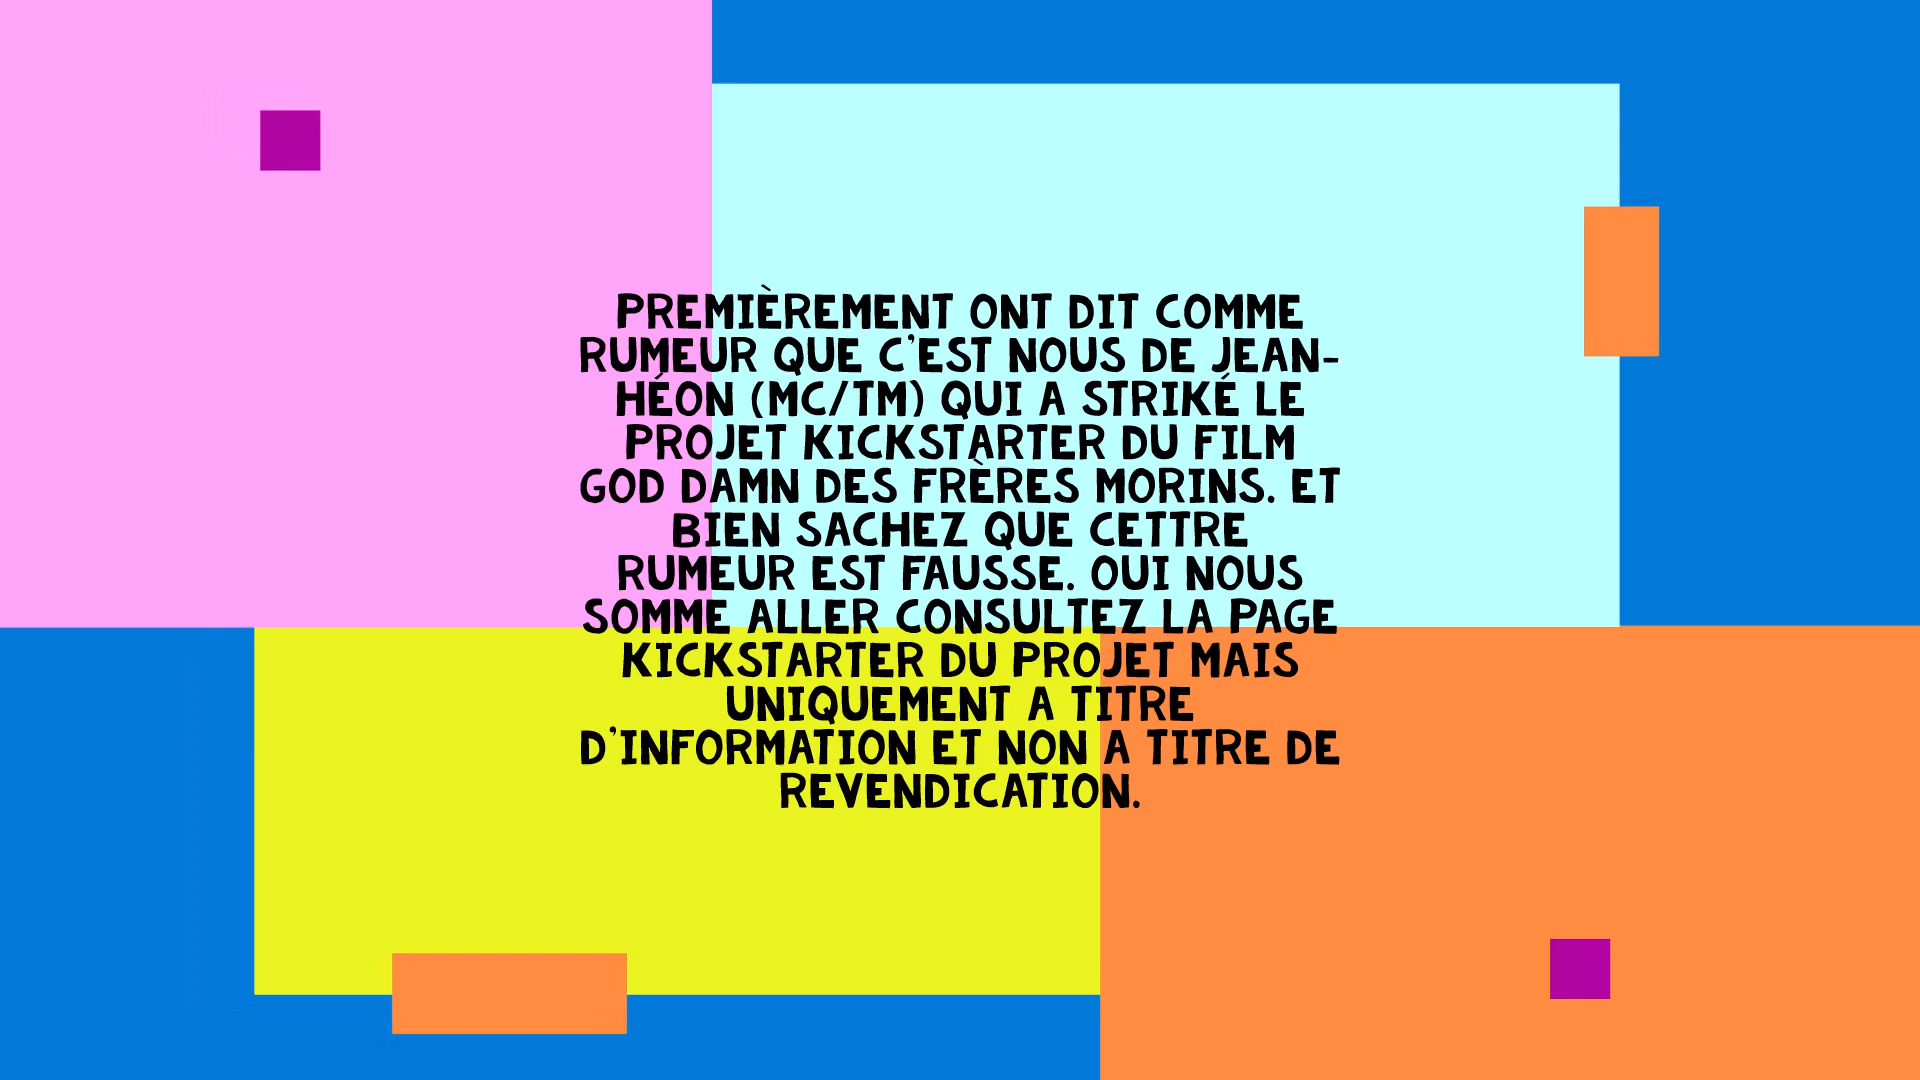 PREMIÈREMENT ONT DIT COMME
RUMEUR QUE C'EST NOUS DE JEAN-
HÉON (MC/TM) QUI A STRIKÉ LE
PROJET KICKSTARTER DU FILM
GOD DAMN DES FRÈRES MORINS. ET
BIEN SACHEZ QUE CETTRE
RUMEUR EST FAUSSE. OUI NOUS
SOMME ALLER CONSULTEZ LA PAGE
KICKSTARTER DU PROJET MAIS
UNIQUEMENT A TITRE
D'INFORMATION ET NON A TITRE DE
REVENDICATION.